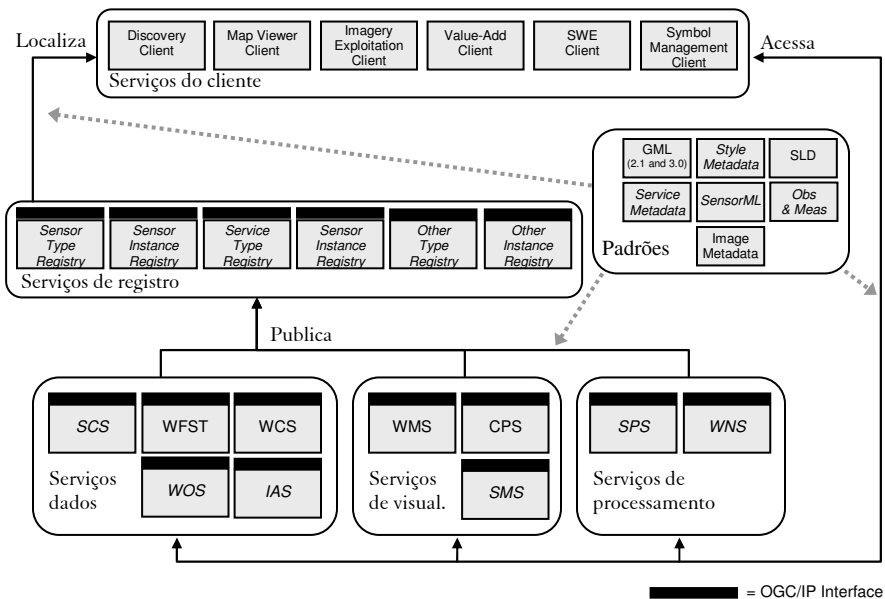 Localiza
Discovery
Client
Map Viewer
Client
Imagery
Exploitation
Client
Value-Add
Client
SWE
Client
Symbol
Management
Client
Serviços do cliente
Acessa
GML
(2.1 and 3.0)
Style
Metadata
SLD
Service
Metadata
SensorML
Obs
& Meas
Padrões
Image
Metadata
Sensor
Type
Registry
Sensor
Instance
Registry
Service
Type
Registry
Sensor
Instance
Registry
Other
Type
Registry
Other
Instance
Registry
Serviços de registro
Publica
SCS
WFST
WCS
WOS
IAS
Serviços
dados
WMS
CPS
SMS
Serviços
de visual.
SPS
WNS
Serviços de
processamento
= OGC/IP Interface